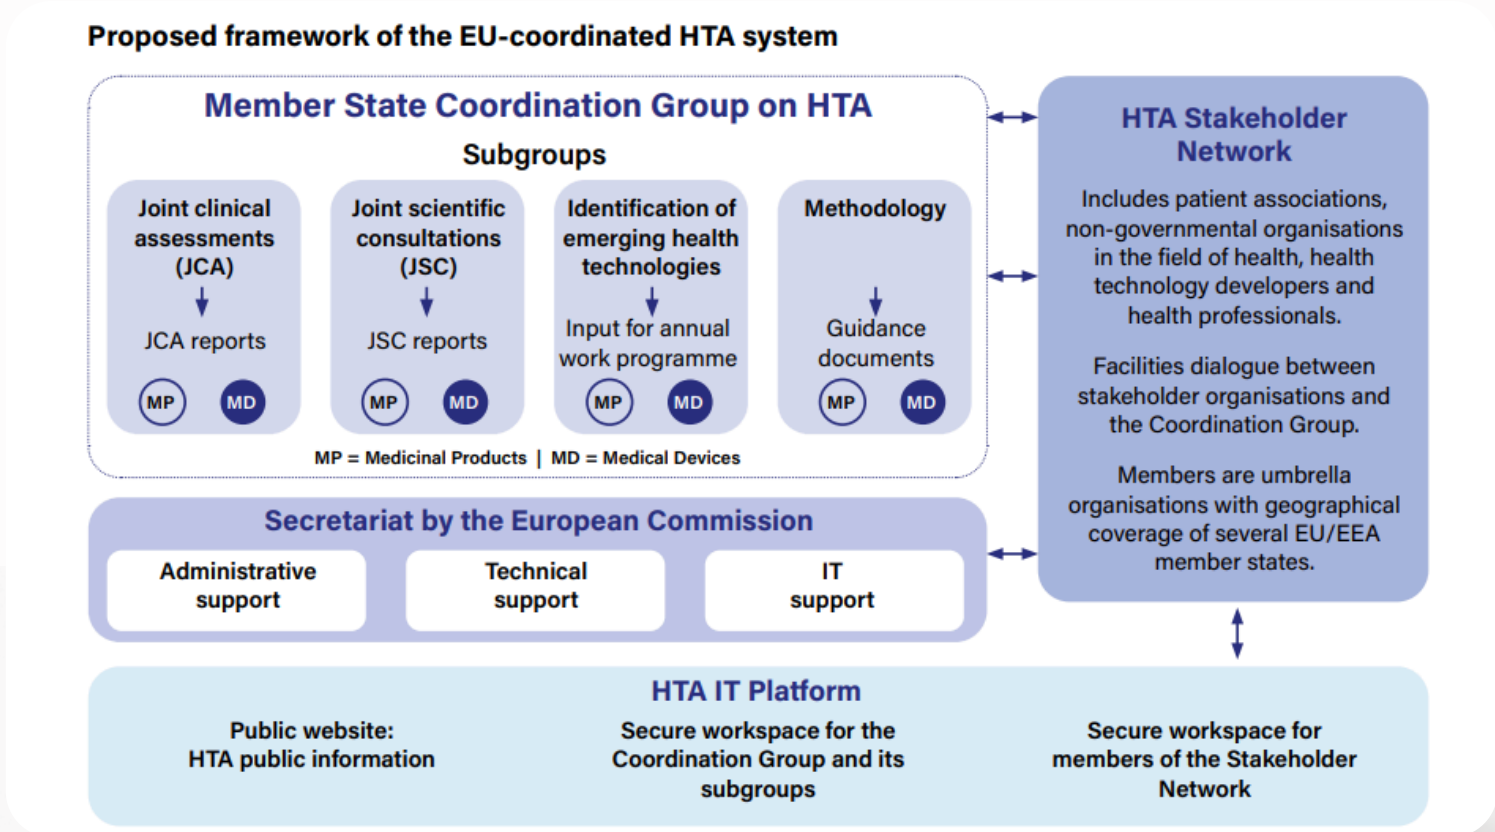 Proposed framework of the EU-coordinated HTA system
Member State Coordination Group on HTA
Subgroups
Joint clinical
assessments
(JCA)
JCA reports
MP
MD
Joint scientific
consultations
(JSC)
JSC reports
MP
MD
Identification of
emerging health
technologies
Input for annual
work programme
MP
MD
Methodology
Guidance
documents
MP
MD
MP = Medicinal Products | MD = Medical Devices
HTA Stakeholder
Network
Includes patient associations,
non-governmental organisations
in the field of health, health
technology developers and
health professionals.
Facilities dialogue between
stakeholder organisations and
the Coordination Group.
Members are umbrella
organisations with geographical
coverage of several EU/EEA
member states.
Secretariat by the European Commission
Administrative
support
Technical
support
IT
support
HTA IT Platform
Public website:
HTA public information
Secure workspace for the
Coordination Group and its
subgroups
Secure workspace for
members of the Stakeholder
Network